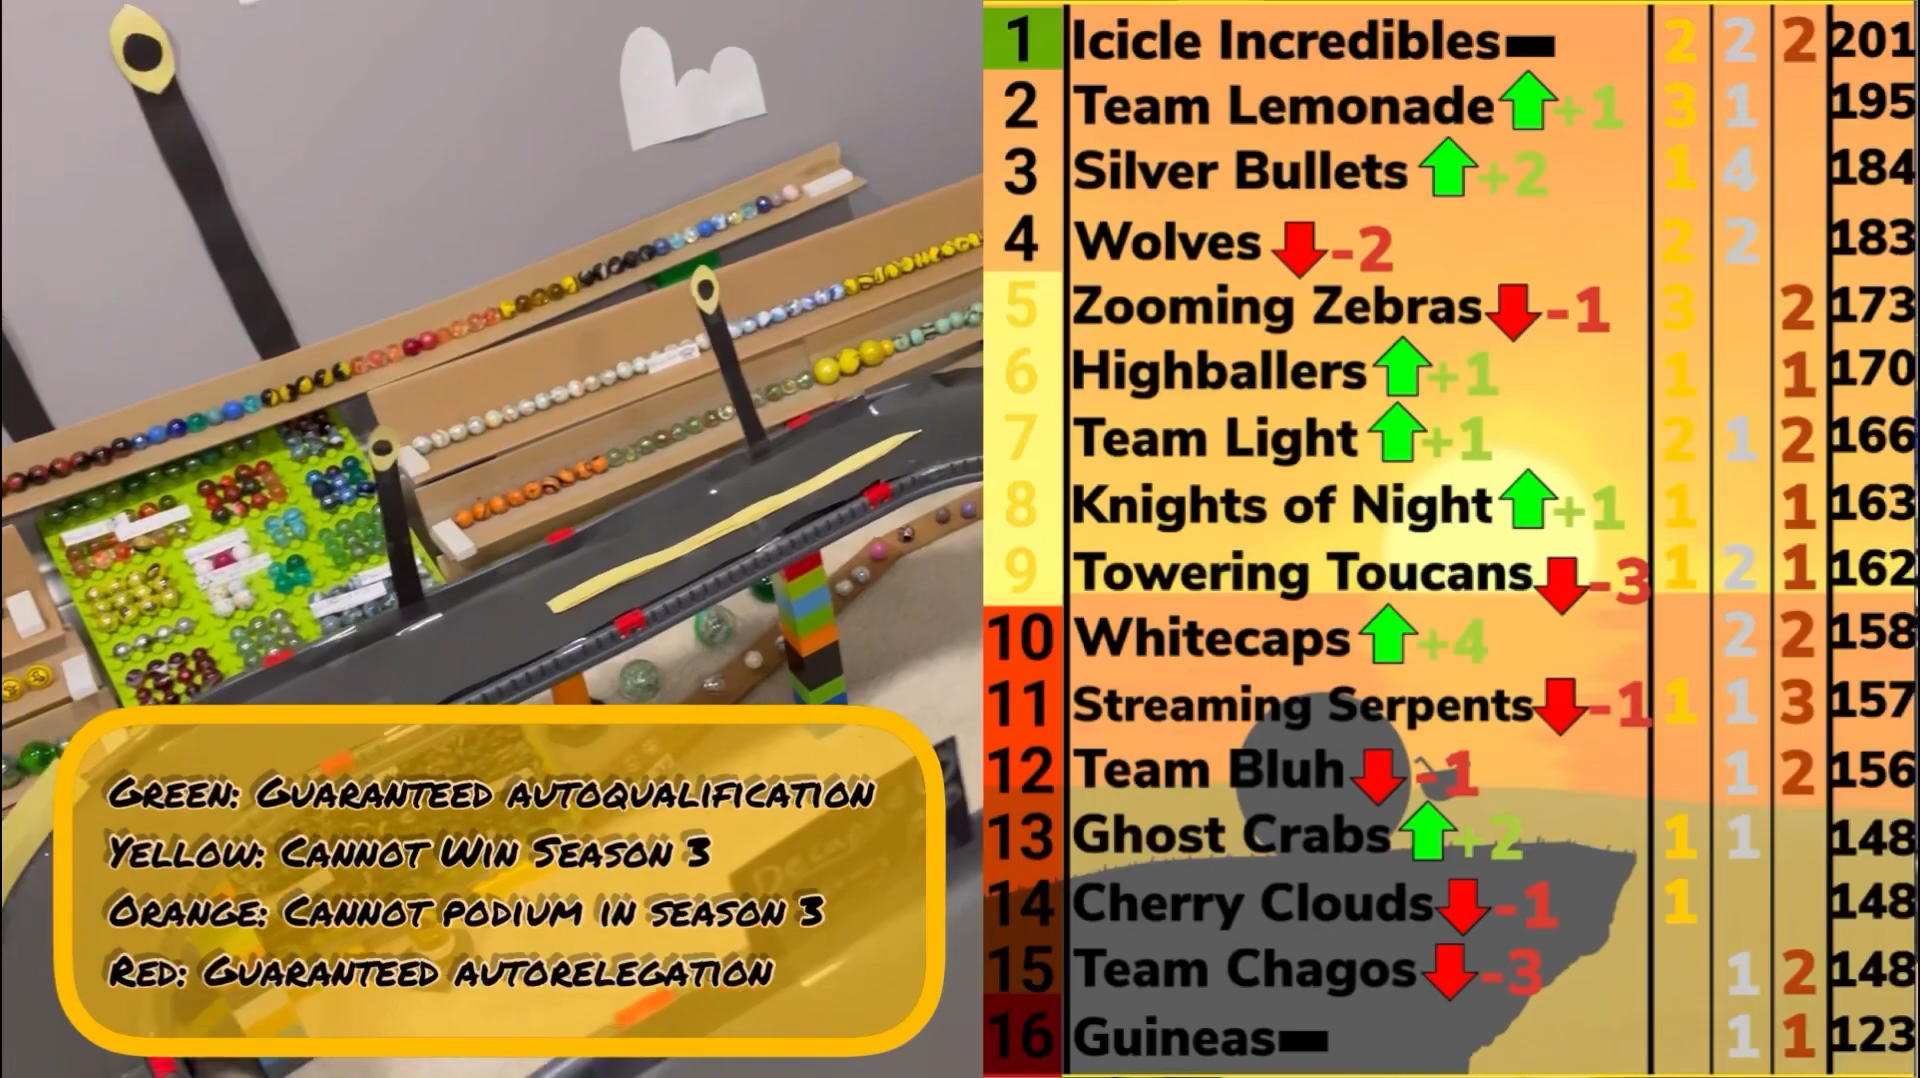 Green: Guaranteed autoqualification
Yellow: Cannot Win Season 3
Orange: Cannot podium in season 3
Red: Guaranteed autorelegation
1 Icicle Incredibles 2 2 2 201
2 Team Lemonade +1 3 1 195
3 Silver Bullets +2 1 4 184
4 Wolves -2 2 2 183
5 Zooming Zebras -1 3 2 173
6 Highballers +1 1 1 170
7 Team Light +1 2 1 2 166
8 Knights of Night +1 1 1 163
9 Towering Toucans -3 1 2 1 162
10 Whitecaps +4 2 2 158
11 Streaming Serpents -1 1 1 3 157
12 Team Bluh -1 1 2 156
13 Ghost Crabs +2 1 1 148
14 Cherry Clouds -1 1 148
15 Team Chagos -3 1 2 148
16 Guineas 1 1 123